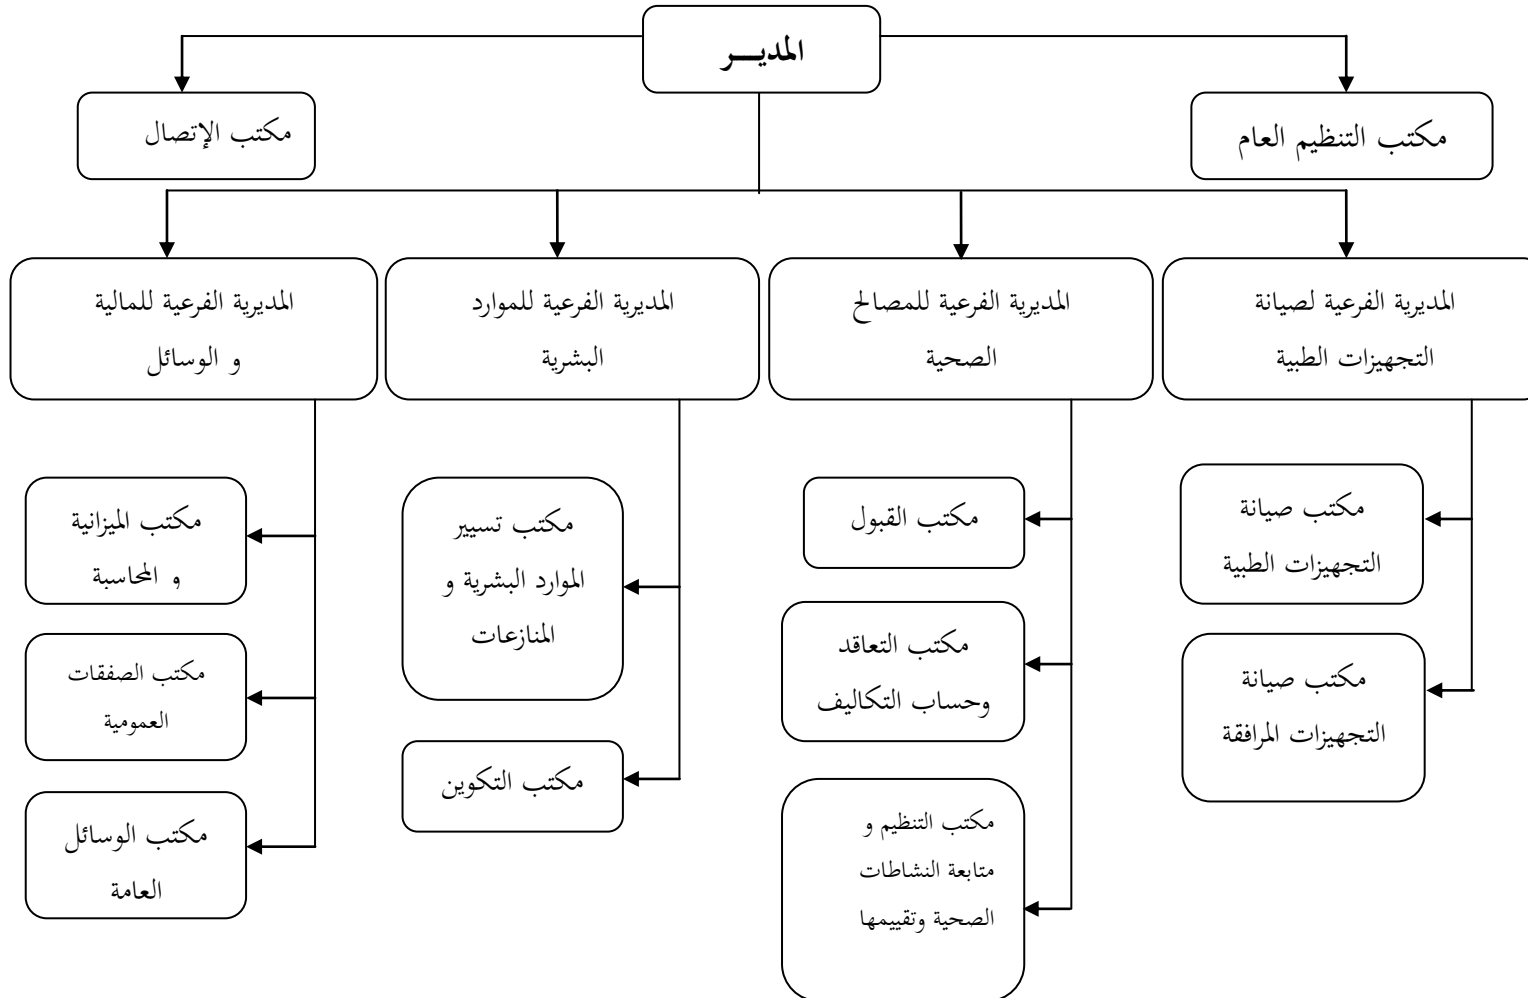 المديـــر
مكتب التنظيم العام
مكتب الإتصال
المديرية الفرعية لصيانة
التجهيزات الطبية
المديرية الفرعية للمصالح
الصحية
المديرية الفرعية للموارد
البشرية
المديرية الفرعية للمالية
و الوسائل
مكتب صيانة
التجهيزات الطبية
مكتب صيانة
التجهيزات المرافقة
مكتب القبول
مكتب التعاقد
وحساب التكاليف
مكتب التنظيم و
متابعة النشاطات
الصحية وتقييمها
مكتب تسيير
الموارد البشرية و
المنازعات
مكتب التكوين
مكتب الميزانية
و المحاسبة
مكتب الصفقات
العمومية
مكتب الوسائل
العامة